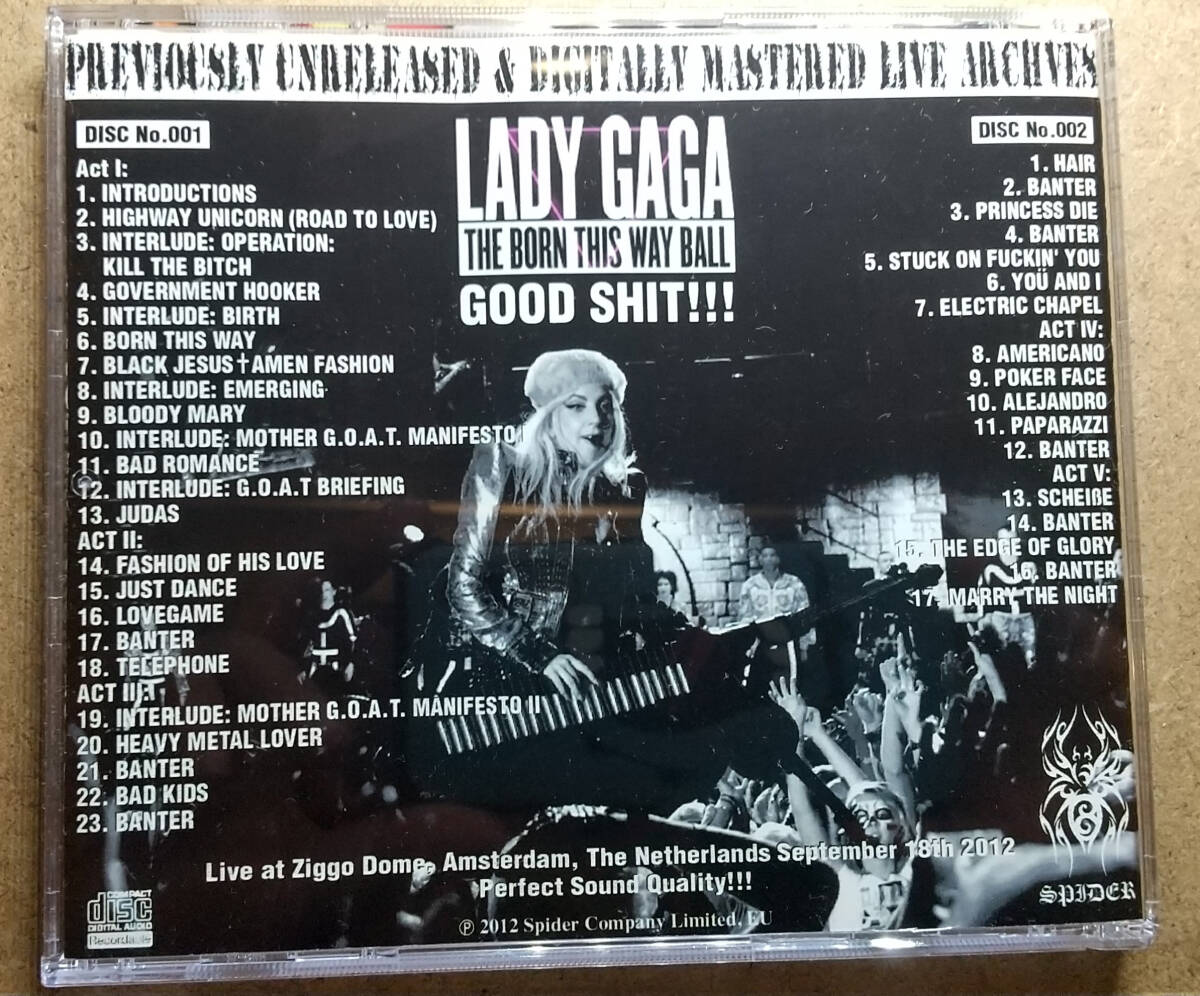 PREVIOUSLY UNRELEASED & DIGITALLY MASTERED LIVE ARCHVES
DISC No.001
Act I:
1. INTRODUCTIONS
2. HIGHWAY UNICORN (ROAD TO LOVE)
3. INTERLUDE: OPERATION:
KILL THE BITCH
4. GOVERNMENT HOOKER
5. INTERLUDE: BIRTH
6. BORN THIS WAY
7. BLACK JESUS†AMEN FASHION
8. INTERLUDE: EMERGING
9. BLOODY MARY
10. INTERLUDE: MOTHER G.O.A.T. MANIFESTO I
11. BAD ROMANCE
12. INTERLUDE: G.O.A.T BRIEFING
13. JUDAS
ACT II:
14. FASHION OF HIS LOVE
15. JUST DANCE
16. LOVEGAME
17. BANTER
18. TELEPHONE
ACT III:
19. INTERLUDE: MOTHER G.O.A.T. MANIFESTO II
20. HEAVY METAL LOVER
21. BANTER
22. BAD KIDS
23. BANTER
LADY GAGA
THE BORN THIS WAY BALL
GOOD SHIT!!!
DISC No.002
1. HAIR
2. BANTER
3. PRINCESS DIE
4. BANTER
5. STUCK ON FUCKIN' YOU
6. YOÜ AND I
7. ELECTRIC CHAPEL
ACT IV:
8. AMERICANO
9. POKER FACE
10. ALEJANDRO
11. PAPARAZZI
12. BANTER
ACT V:
13. SCHEIßE
14. BANTER
15. THE EDGE OF GLORY
16. BANTER
17. MARRY THE NIGHT
Live at Ziggo Dome, Amsterdam, The Netherlands September 18th 2012
Perfect Sound Quality!!!
℗ 2012 Spider Company Limited, EU
COMPACT
disc
DIGITAL AUDIO
Recordable
SPIDER